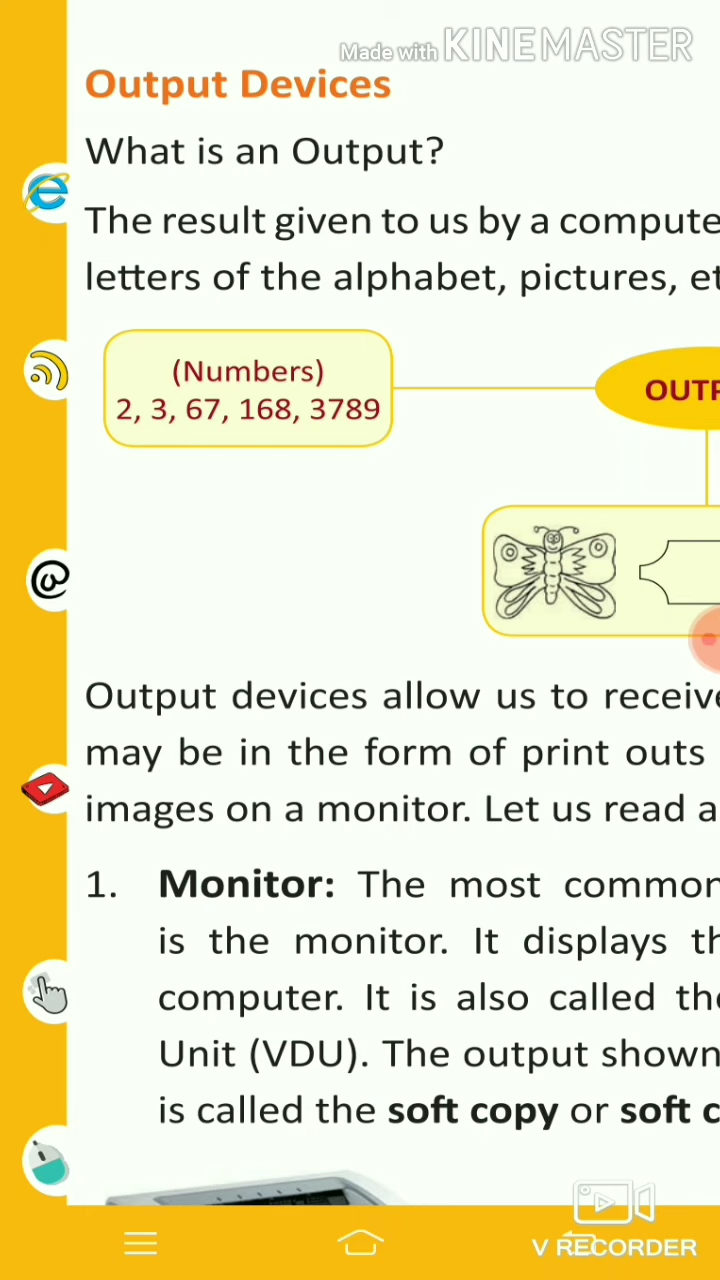 Made with KINEMASTER
Output Devices
What is an Output?
The result given to us by a compute
letters of the alphabet, pictures, et
(Numbers)
2, 3, 67, 168, 3789
OUTP
Output devices allow us to receive
may be in the form of print outs
images on a monitor. Let us read a
1. Monitor: The most common
is the monitor. It displays th
computer. It is also called the
Unit (VDU). The output shown
is called the soft copy or soft c
V RECORDER